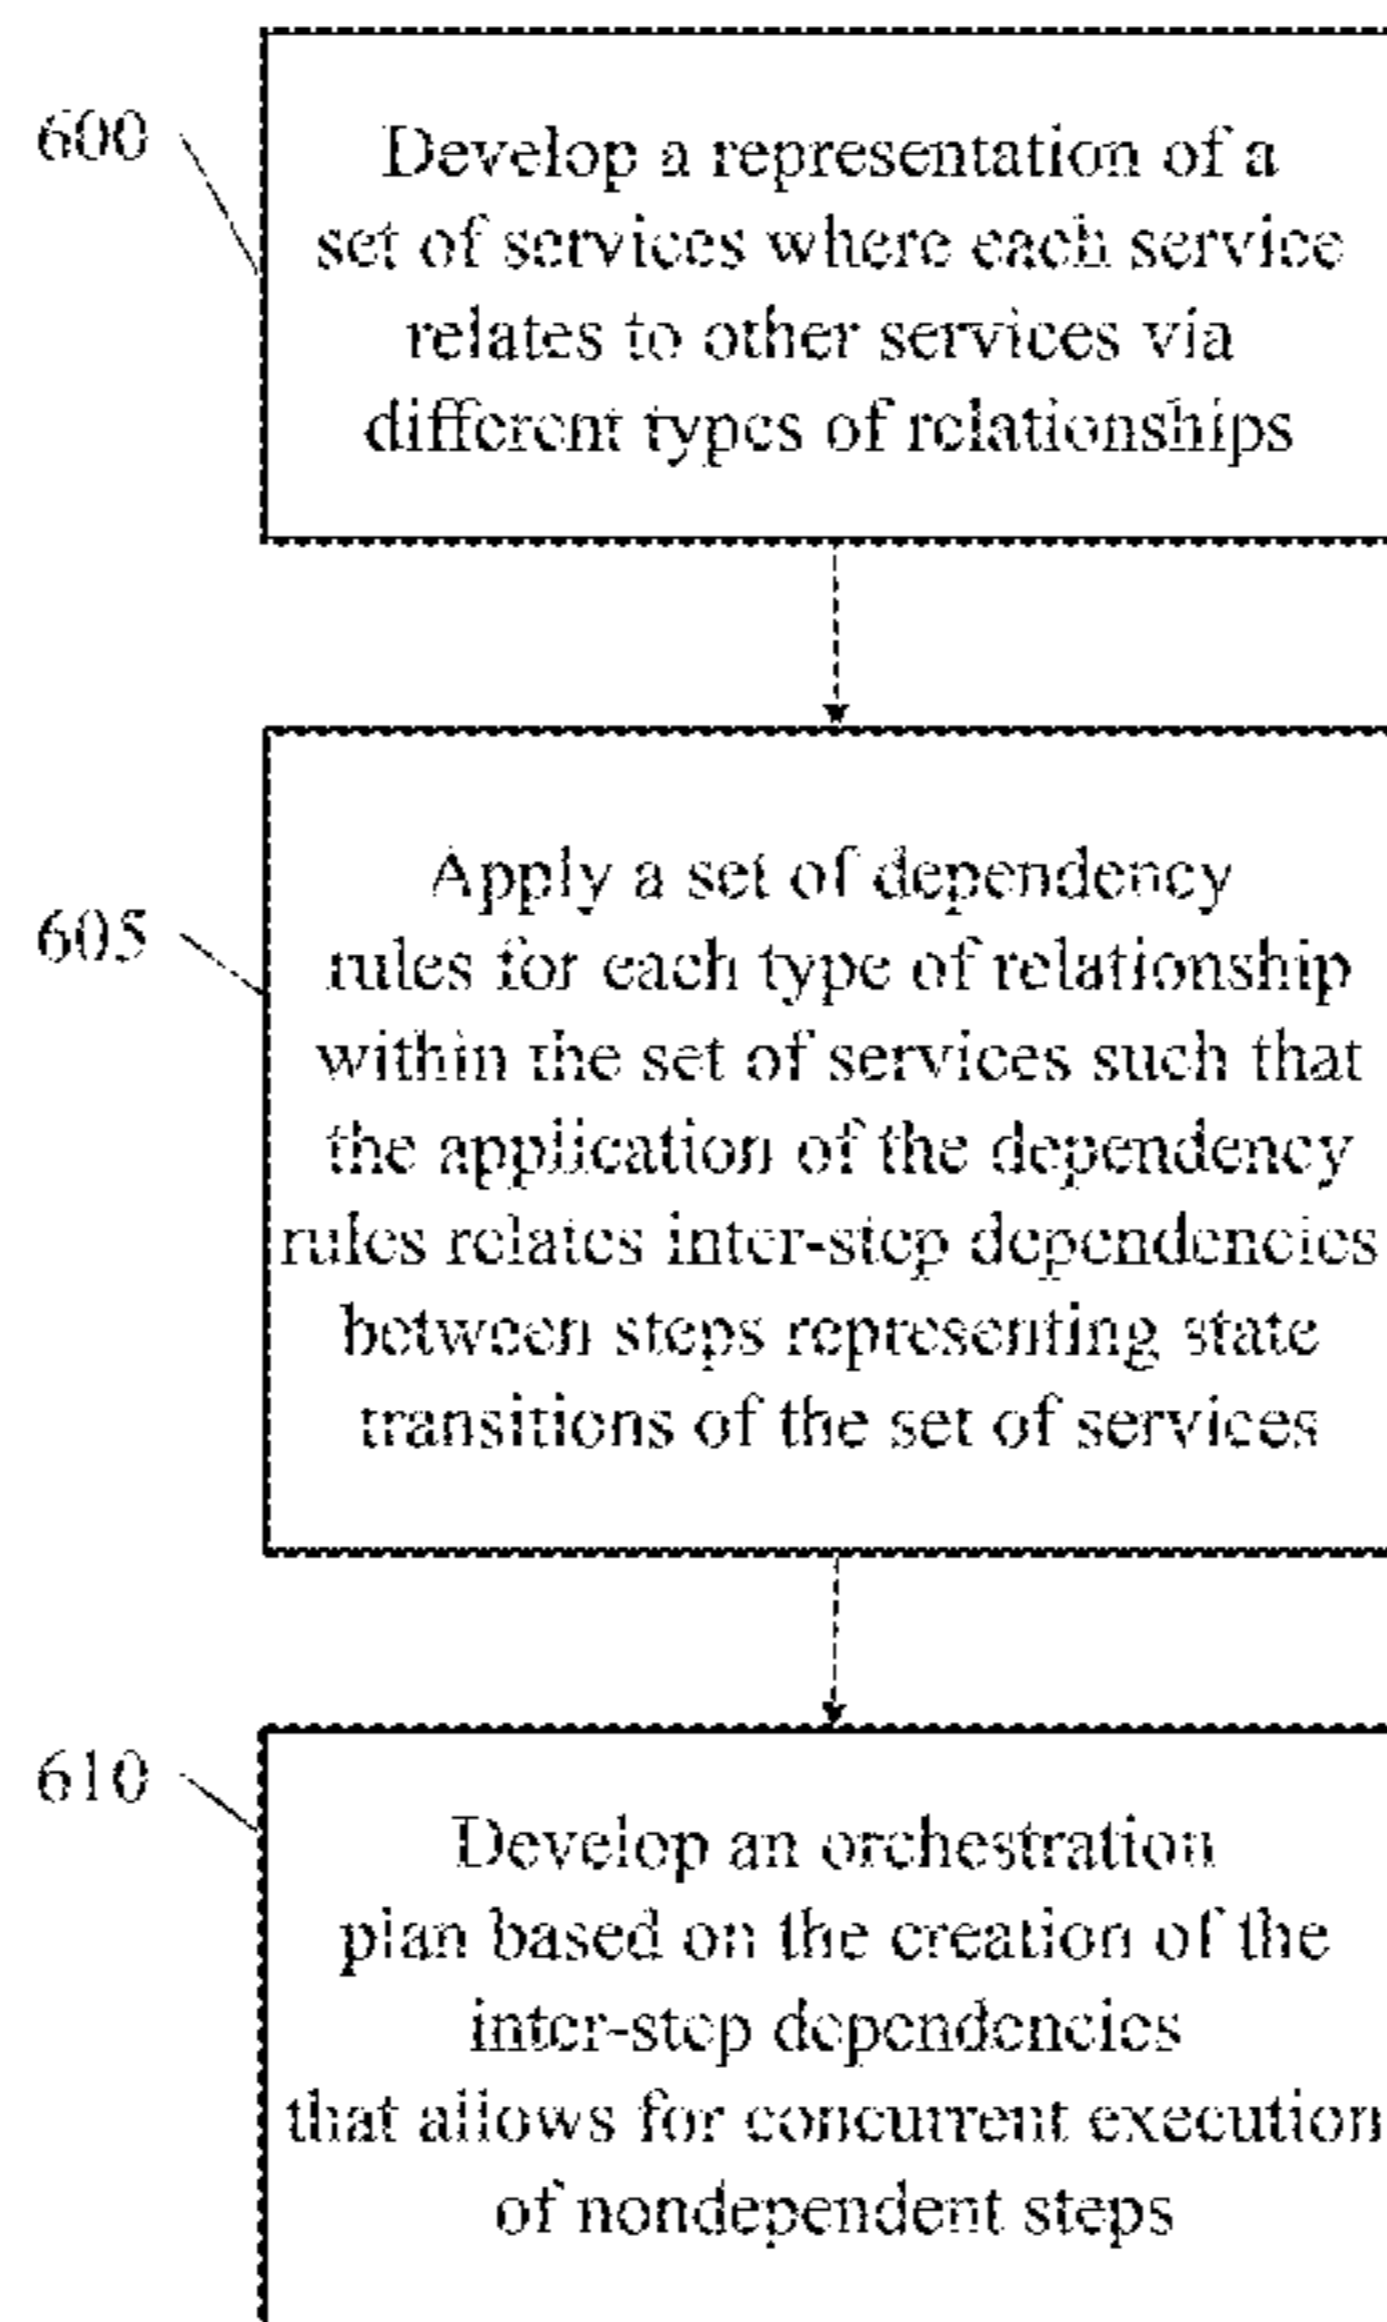 600
Develop a representation of a
set of services where each service
relates to other services via
different types of relationships
605
Apply a set of dependency
rules for each type of relationship
within the set of services such that
the application of the dependency
rules relates inter-step dependencies
between steps representing state
transitions of the set of services
610
Develop an orchestration
plan based on the creation of the
inter-step dependencies
that allows for concurrent execution
of nondependent steps